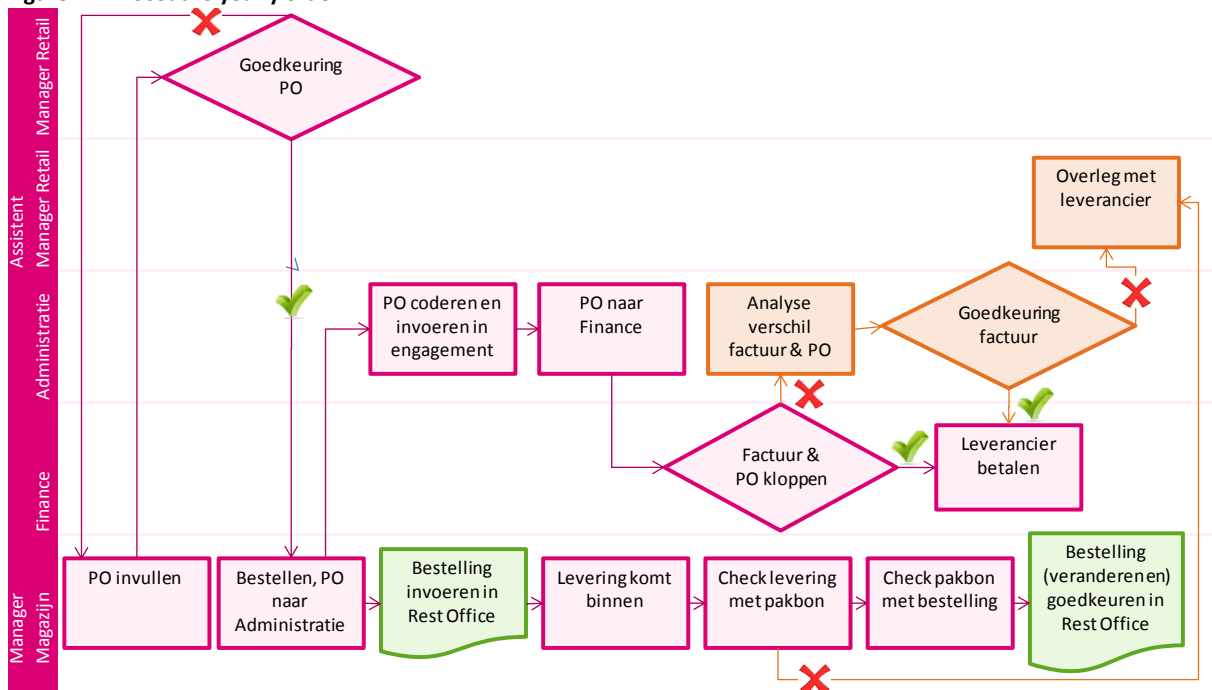 Manager Retail
Goedkeuring
PO
Assistent
Manager Retail
Overleg met
leverancier
Administratie
PO coderen en
invoeren in
engagement
PO naar
Finance
Analyse
verschil
factuur & PO
Goedkeuring
factuur
Finance
Factuur &
PO kloppen
Leverancier
betalen
Manager
Magazijn
PO invullen
Bestellen, PO
naar
Administratie
Bestelling
invoeren in
Rest Office
Levering komt
binnen
Check levering
met pakbon
Check pakbon
met bestelling
Bestelling
(veranderen en)
goedkeuren in
Rest Office